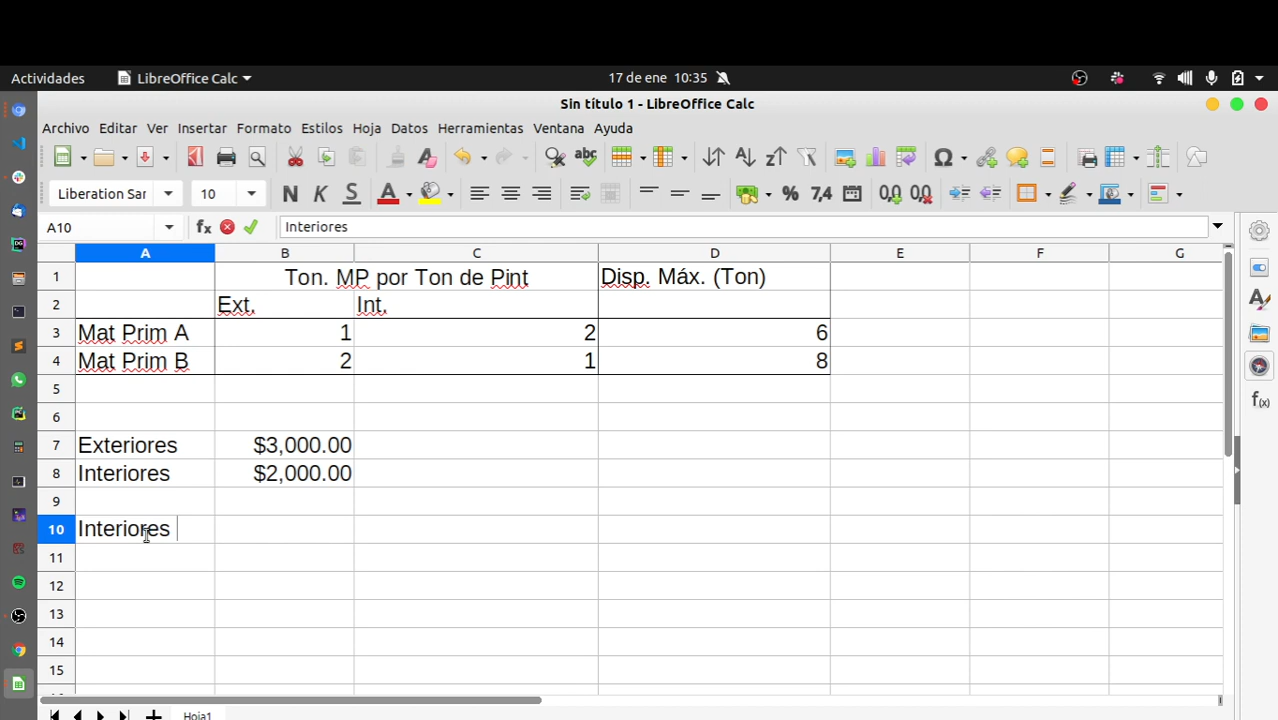 Actividades LibreOffice Calc 17 de ene 10:35
Sin título 1 - LibreOffice Calc
Archivo Editar Ver Insertar Formato Estilos Hoja Datos Herramientas Ventana Ayuda
Liberation Sar 10 N K S A % 7,4
A10 fx Interiores
A B C D E F G
1 Ton. MP por Ton de Pint Disp. Máx. (Ton)
2 Ext. Int.
3 Mat Prim A 1 2 6
4 Mat Prim B 2 1 8
5
6
7 Exteriores $3,000.00
8 Interiores $2,000.00
9
10 Interiores
11
12
13
14
15
Hoja1